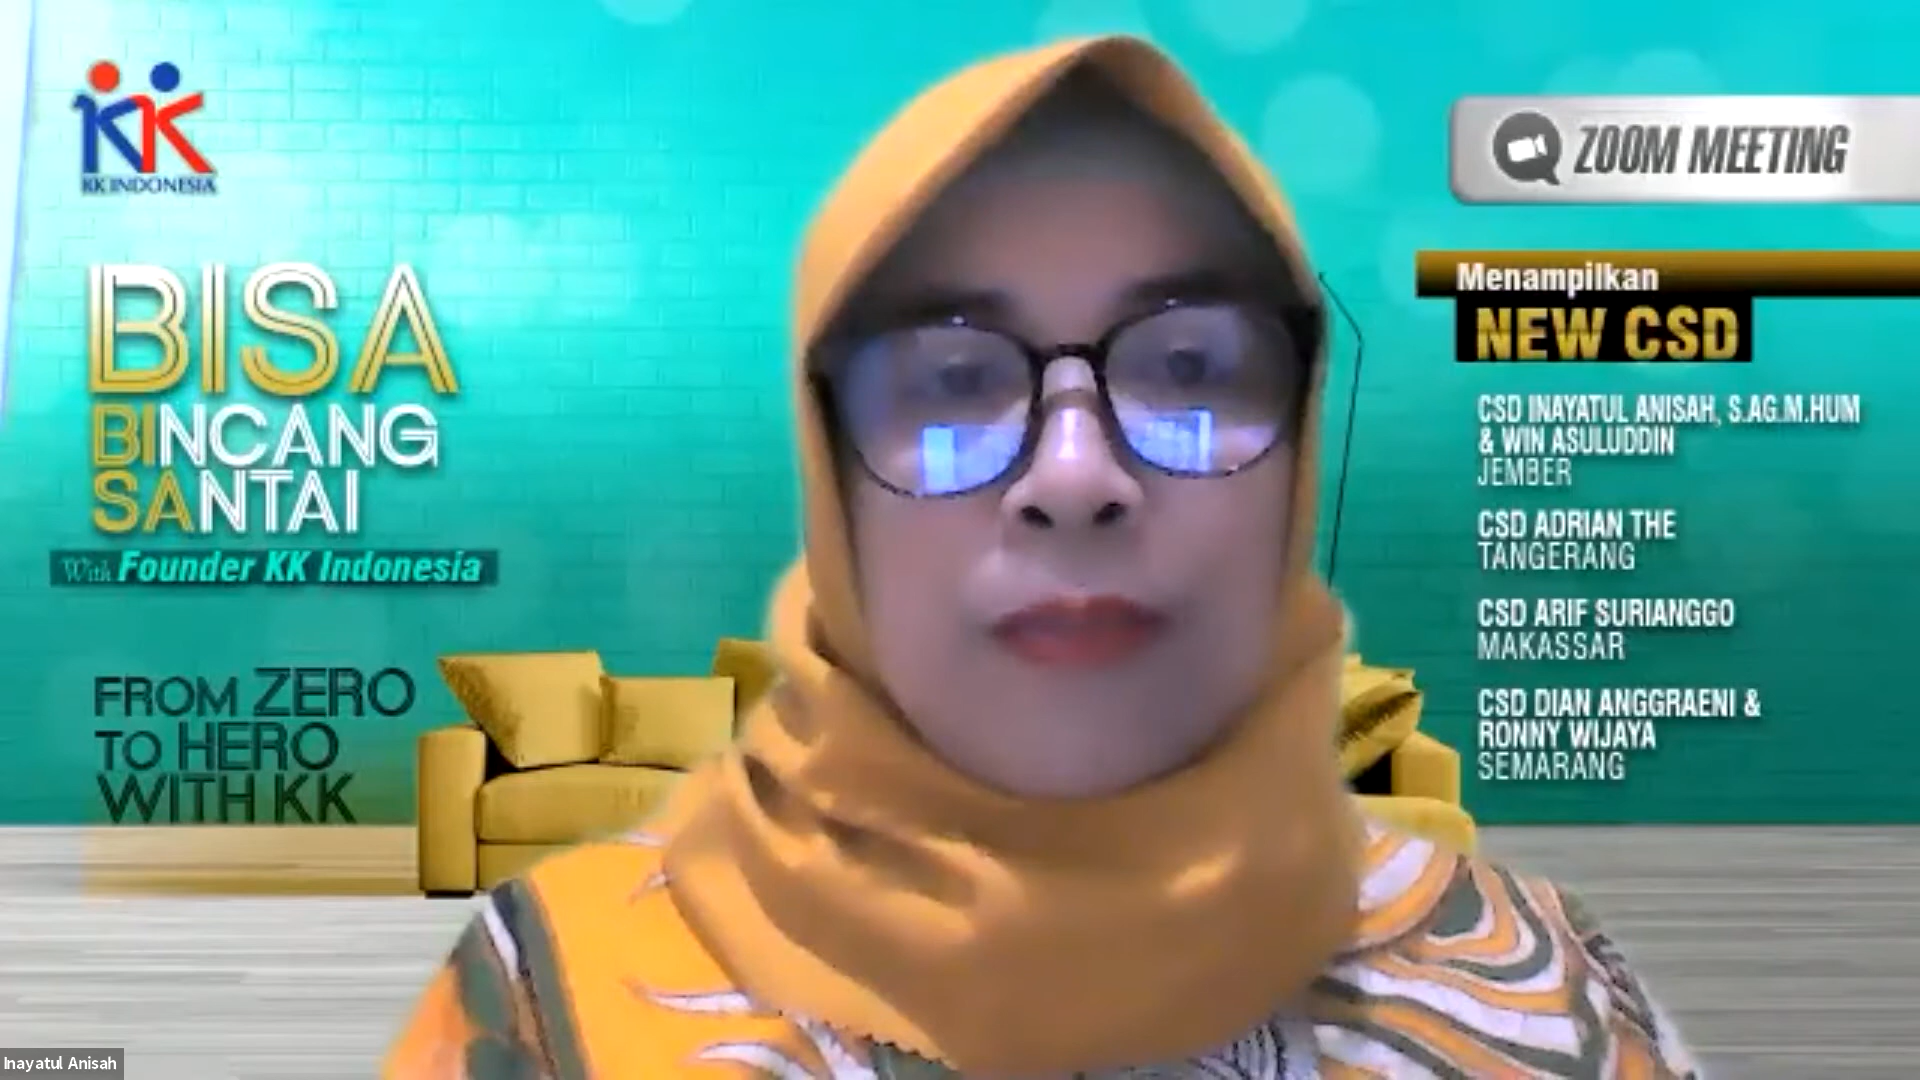 KK INDONESIA
BISA
BINCANG
SANTAI
With Founder KK Indonesia
FROM ZERO
TO HERO
WITH KK
ZOOM MEETING
Menampilkan
NEW CSD
CSD INAYATUL ANISAH, S.AG.M.HUM
& WIN ASULUDDIN
JEMBER
CSD ADRIAN THE
TANGERANG
CSD ARIF SURIANGGO
MAKASSAR
CSD DIAN ANGGRAENI &
RONNY WIJAYA
SEMARANG
Inayatul Anisah